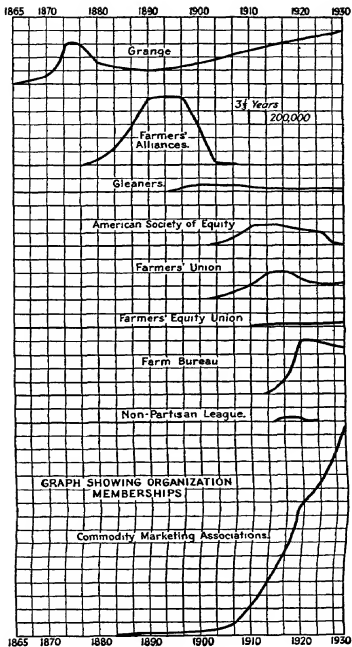 1865 1870 1880 1890 1900 1910 1920 1930
Grange
3½ Years
200,000
Farmers'
Alliances.
Gleaners.
American Society of Equity
Farmers' Union
Farmers' Equity Union
Farm Bureau
Non-Partisan League.
GRAPH SHOWING ORGANIZATION
MEMBERSHIPS
Commodity Marketing Associations.
1865 1870 1880 1890 1900 1910 1920 1930